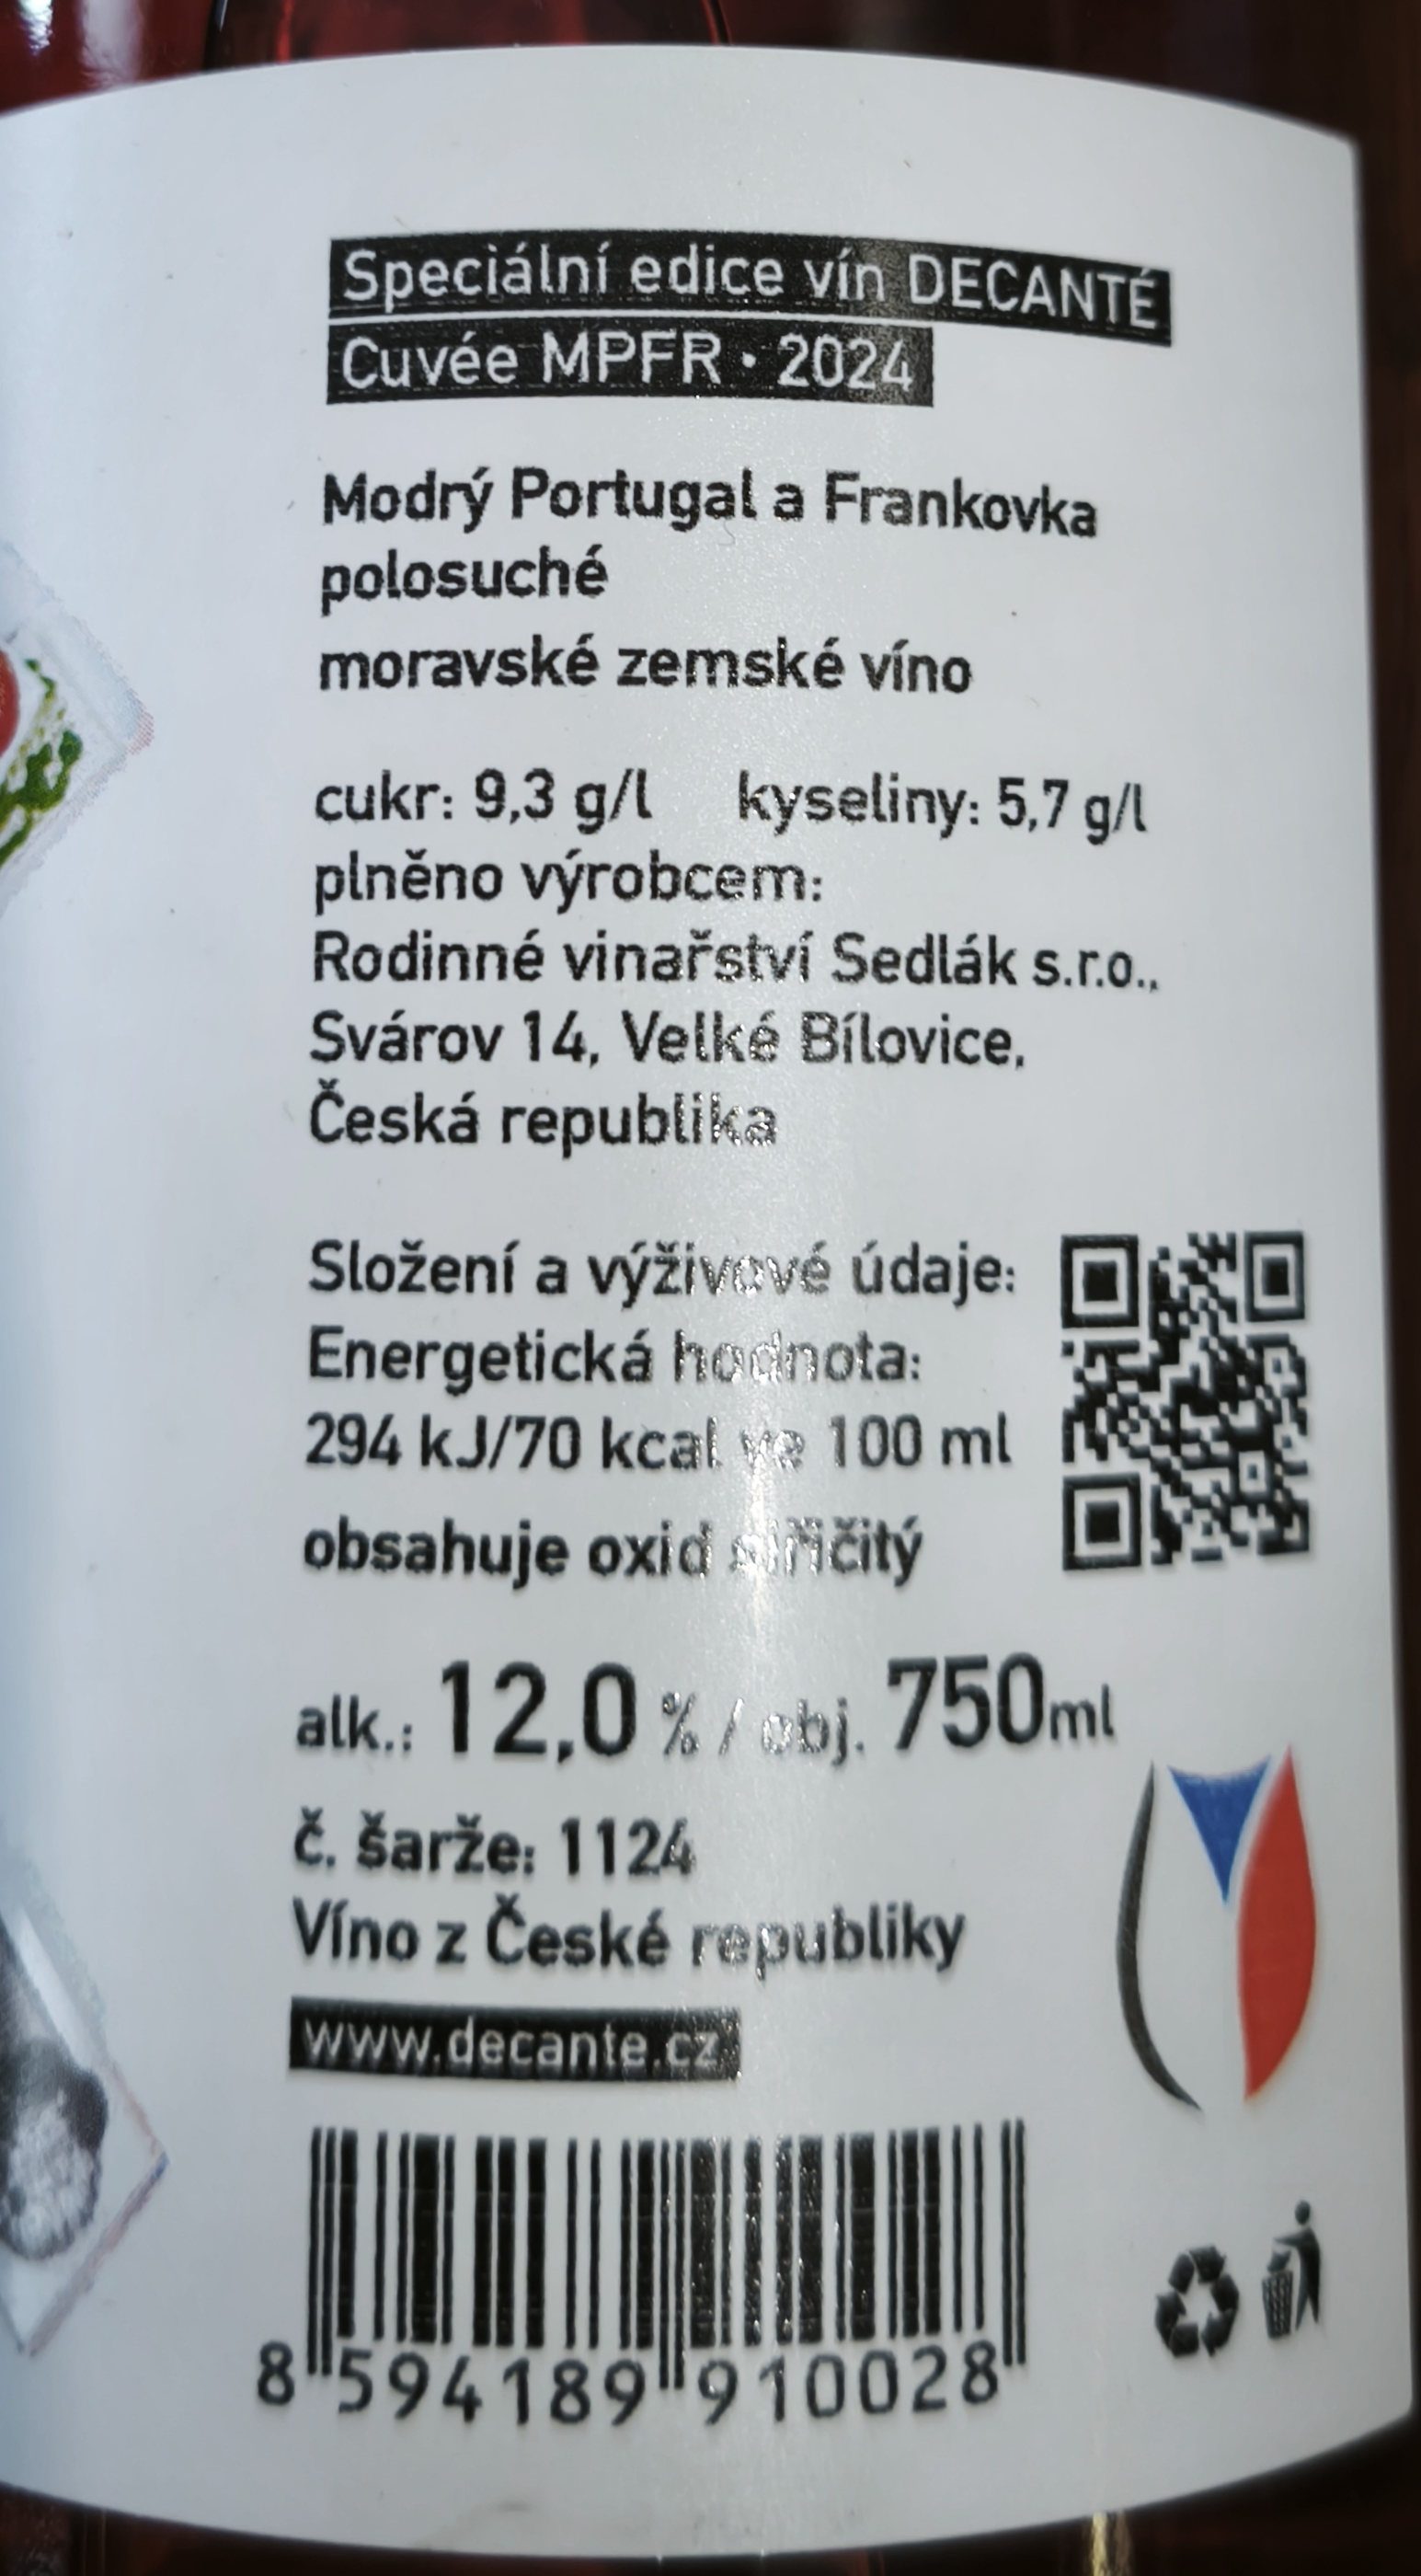 Speciální edice vín DECANTÉ
Cuvée MPFR • 2024
Modrý Portugal a Frankovka
polosuché
moravské zemské víno
cukr: 9,3 g/l kyseliny: 5,7 g/l
plněno výrobcem:
Rodinné vinařství Sedlák s.r.o.,
Svárov 14, Velké Bílovice,
Česká republika
Složení a výživové údaje:
Energetická hodnota:
294 kJ/70 kcal ve 100 ml
obsahuje oxid siřičitý
alk.: 12,0 % / obj. 750ml
č. šarže: 1124
Víno z České republiky
www.decante.cz
8 594189 910028